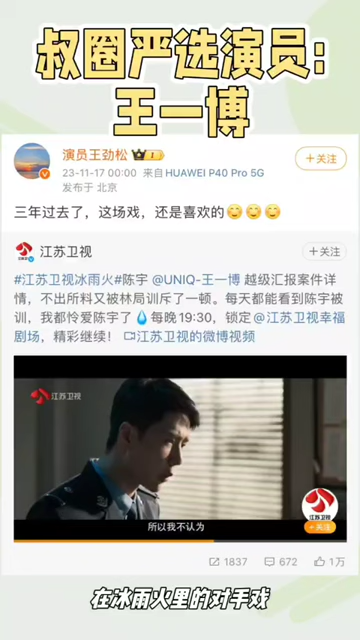 叔圈严选演员:
王一博
演员王劲松
23-11-17 00:00 来自HUAWEI P40 Pro 5G
发布于 北京
+关注
三年过去了，这场戏，还是喜欢的
江苏卫视
+关注
#江苏卫视冰雨火#陈宇 @UNIQ-王一博 越级汇报案件详
情，不出所料又被林局训斥了一顿。每天都能看到陈宇被
训，我都怜爱陈宇了💧每晚19:30，锁定@江苏卫视幸福
剧场，精彩继续！ 江苏卫视的微博视频
江苏卫视
江苏卫视
+关注
所以我不认为
1837 672 1万
在冰雨火里的对手戏